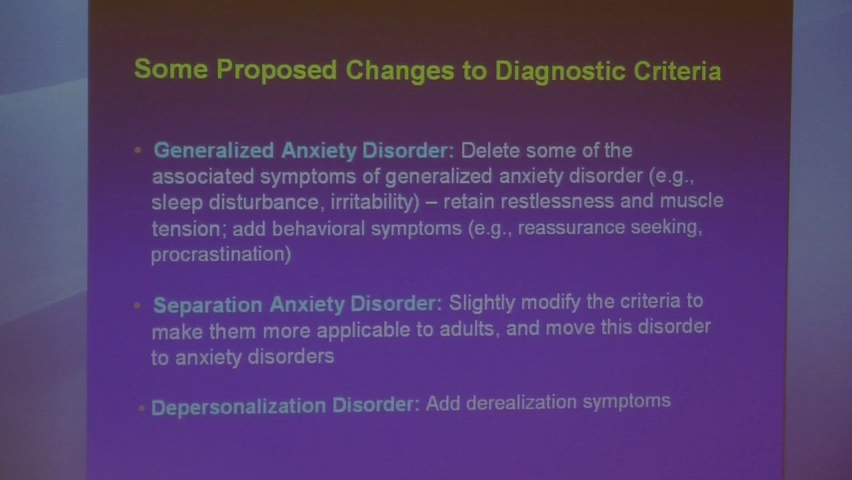 Some Proposed Changes to Diagnostic Criteria
• Generalized Anxiety Disorder: Delete some of the
associated symptoms of generalized anxiety disorder (e.g.,
sleep disturbance, irritability) – retain restlessness and muscle
tension; add behavioral symptoms (e.g., reassurance seeking,
procrastination)
• Separation Anxiety Disorder: Slightly modify the criteria to
make them more applicable to adults, and move this disorder
to anxiety disorders
• Depersonalization Disorder: Add derealization symptoms